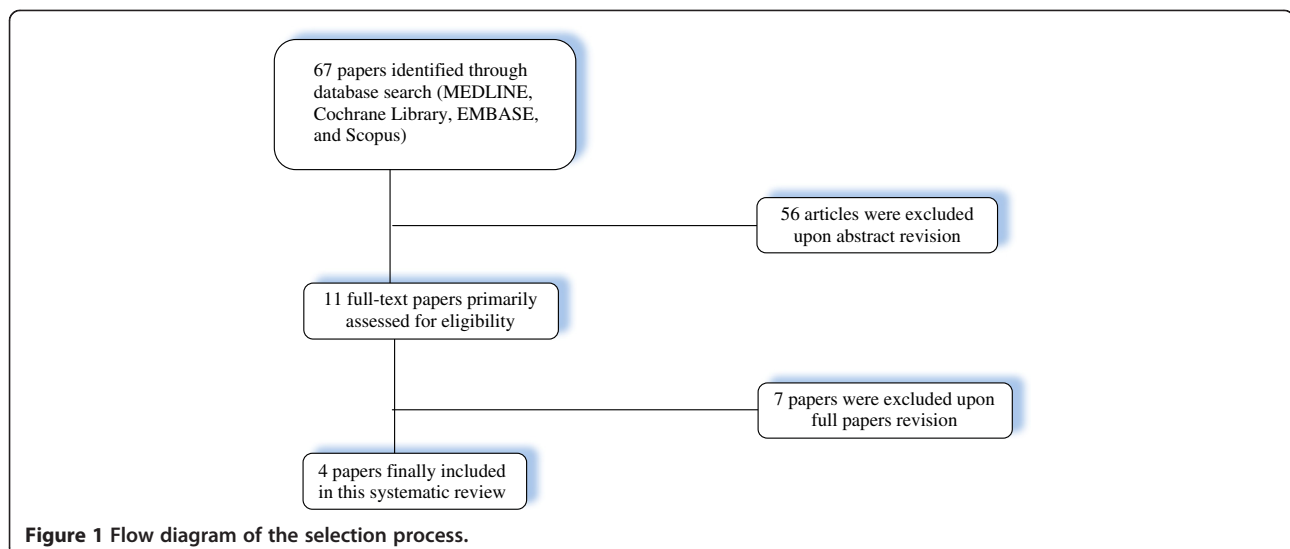 67 papers identified through
database search (MEDLINE,
Cochrane Library, EMBASE,
and Scopus)
56 articles were excluded
upon abstract revision
11 full-text papers primarily
assessed for eligibility
7 papers were excluded upon
full papers revision
4 papers finally included
in this systematic review
Figure 1 Flow diagram of the selection process.